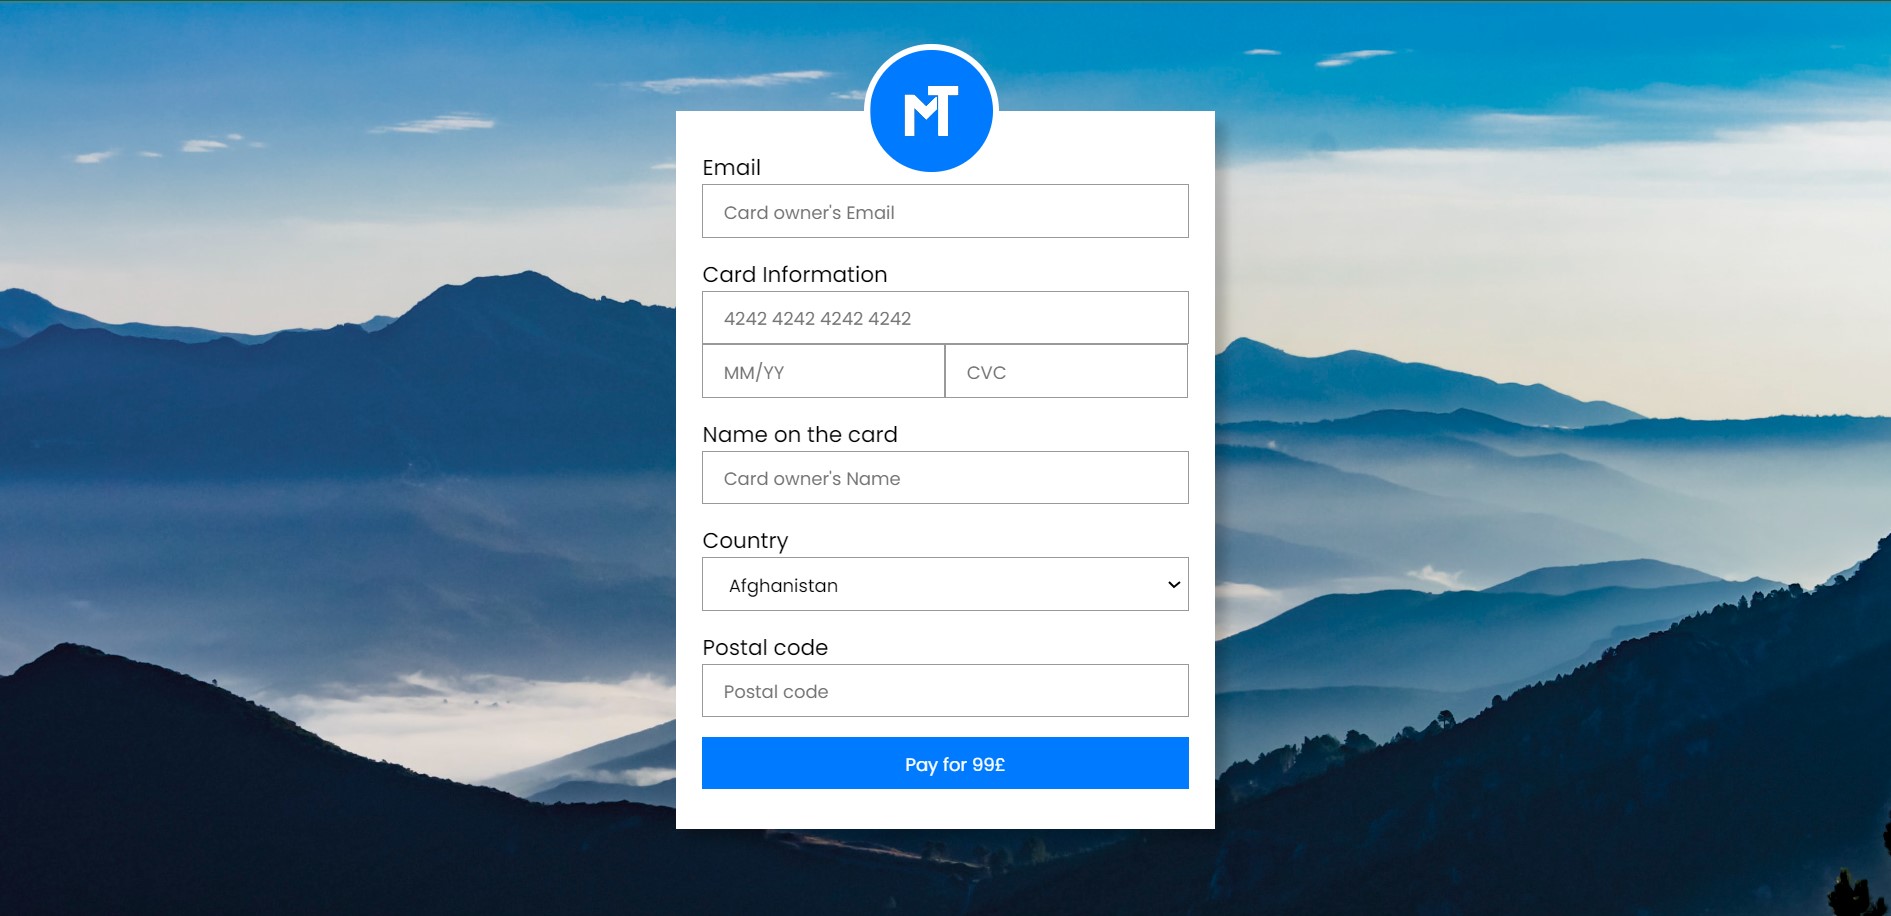 MT
Email
Card owner's Email
Card Information
4242 4242 4242 4242
MM/YY CVC
Name on the card
Card owner's Name
Country
Afghanistan
Postal code
Postal code
Pay for 99£